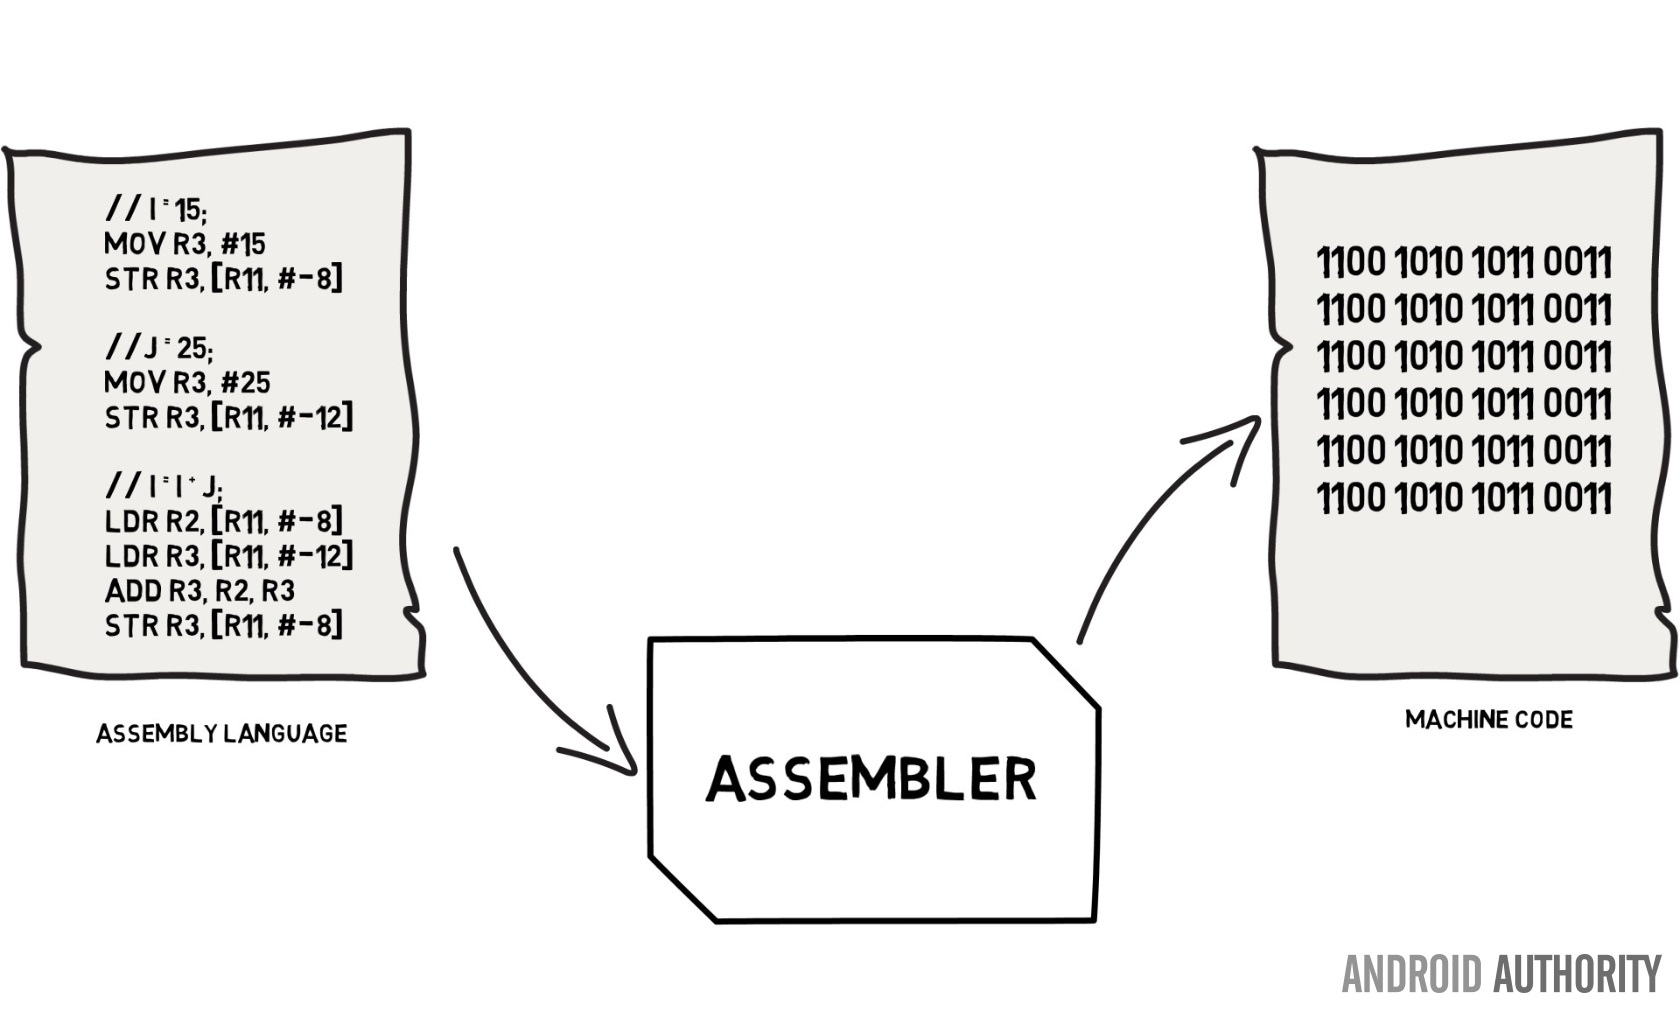 //I=15;
MOV R3, #15
STR R3, [R11, #-8]
//J=25;
MOV R3, #25
STR R3, [R11, #-12]
//I=I+J;
LDR R2, [R11, #-8]
LDR R3, [R11, #-12]
ADD R3, R2, R3
STR R3, [R11, #-8]
ASSEMBLY LANGUAGE
ASSEMBLER
1100 1010 1011 0011
1100 1010 1011 0011
1100 1010 1011 0011
1100 1010 1011 0011
1100 1010 1011 0011
1100 1010 1011 0011
MACHINE CODE
ANDROID AUTHORITY